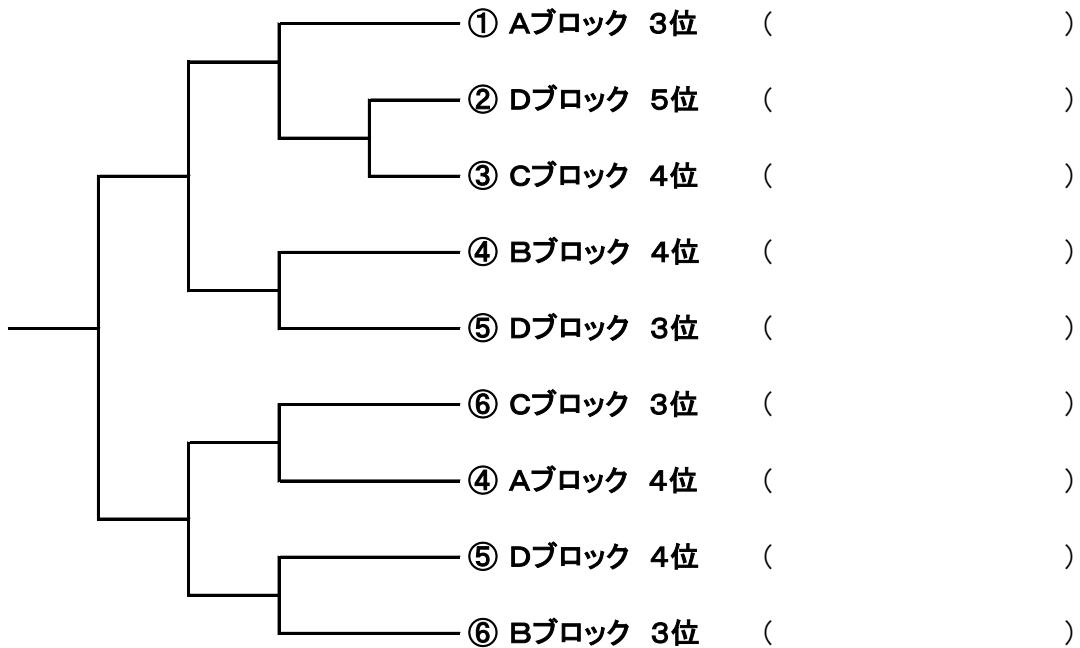 ① Aブロック 3位 ( )
② Dブロック 5位 ( )
③ Cブロック 4位 ( )
④ Bブロック 4位 ( )
⑤ Dブロック 3位 ( )
⑥ Cブロック 3位 ( )
④ Aブロック 4位 ( )
⑤ Dブロック 4位 ( )
⑥ Bブロック 3位 ( )